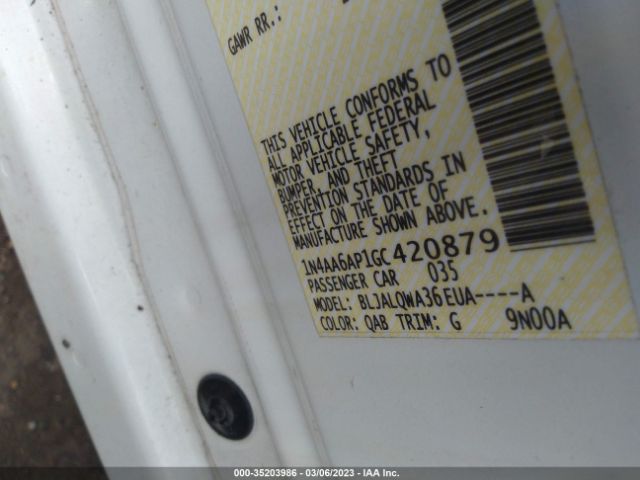 GAWR RR.:
THIS VEHICLE CONFORMS TO
ALL APPLICABLE FEDERAL
MOTOR VEHICLE SAFETY,
BUMPER, AND THEFT
PREVENTION STANDARDS IN
EFFECT ON THE DATE OF
MANUFACTURE SHOWN ABOVE.
1N4AA6AP1GC420879
PASSENGER CAR 035
MODEL: BLJALQWA36EUA----A
COLOR: QAB TRIM: G 9N00A
000-35203986 - 03/06/2023 - IAA Inc.